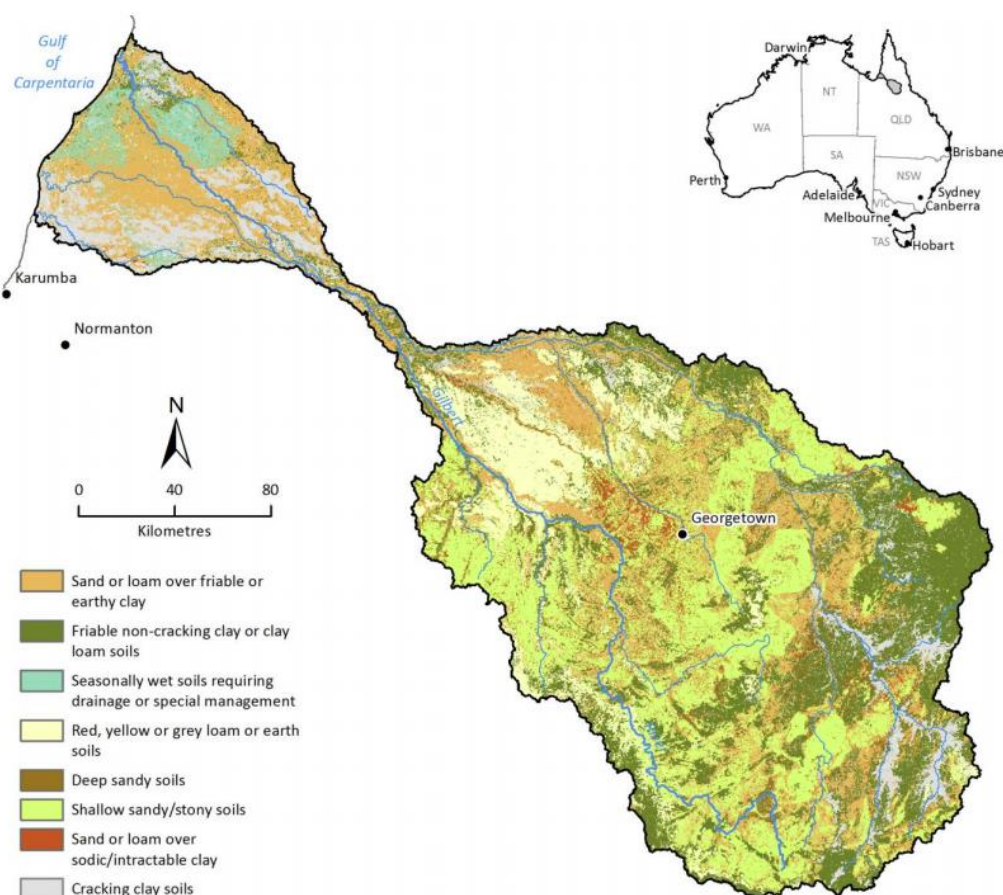 Gulf
of
Carpentaria
Darwin
NT
WA
QLD
SA
Brisbane
NSW
Perth
Adelaide
Sydney
VIC
Canberra
Melbourne
TAS
Hobart
Karumba
Normanton
Gilbert
N
0 40 80
Kilometres
Georgetown
River
Sand or loam over friable or
earthy clay
Friable non-cracking clay or clay
loam soils
Seasonally wet soils requiring
drainage or special management
Red, yellow or grey loam or earth
soils
Deep sandy soils
Shallow sandy/stony soils
Sand or loam over
sodic/intractable clay
Cracking clay soils